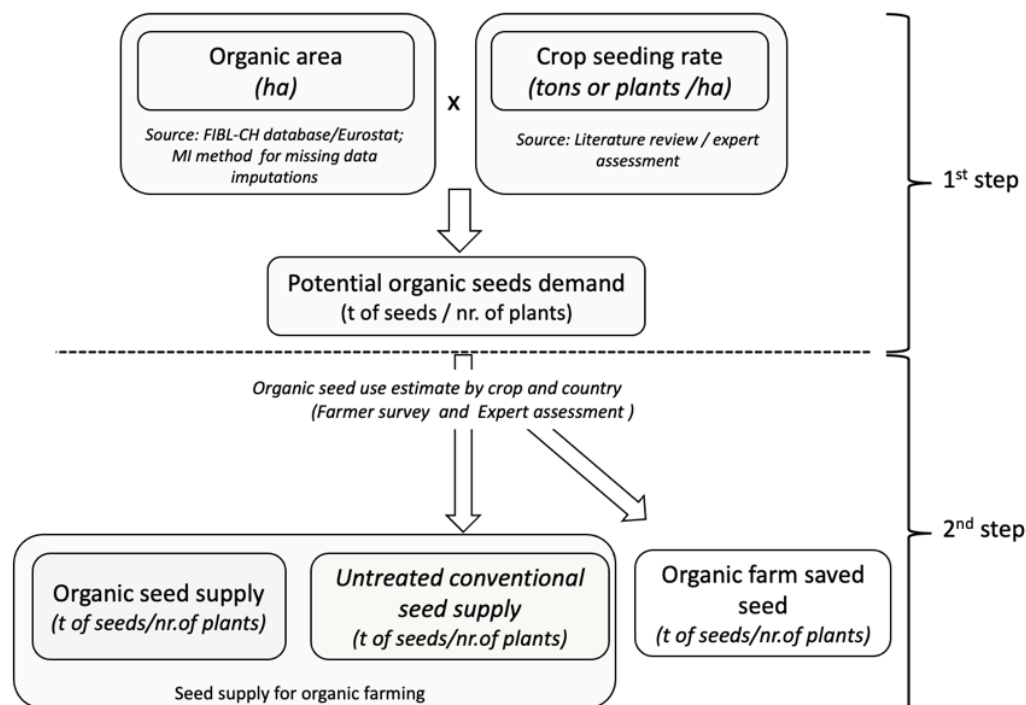 Organic area
(ha)
Source: FIBL-CH database/Eurostat;
MI method for missing data
imputations
x
Crop seeding rate
(tons or plants /ha)
Source: Literature review / expert
assessment
1st step
Potential organic seeds demand
(t of seeds / nr. of plants)
Organic seed use estimate by crop and country
(Farmer survey and Expert assessment )
2nd step
Organic seed supply
(t of seeds/nr.of plants)
Untreated conventional
seed supply
(t of seeds/nr.of plants)
Organic farm saved
seed
(t of seeds/nr.of plants)
Seed supply for organic farming